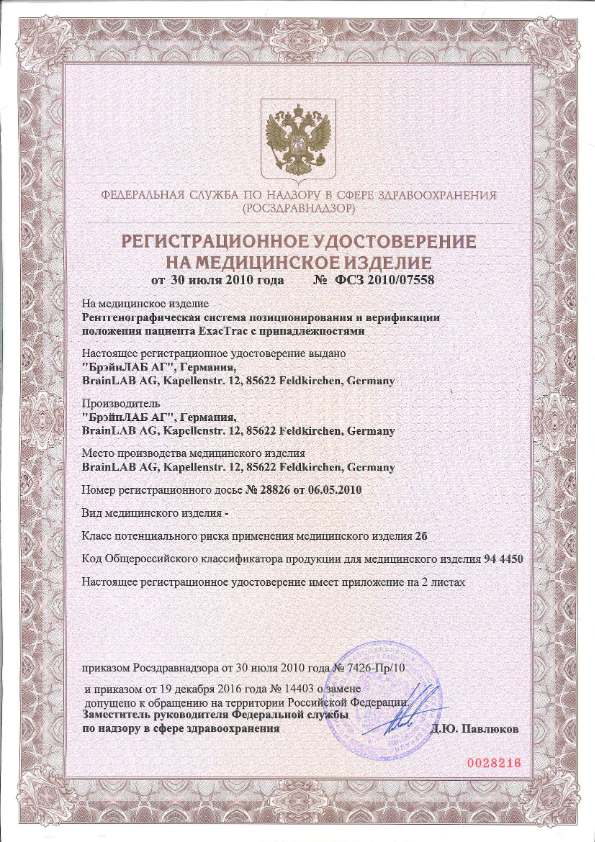 ФЕДЕРАЛЬНАЯ СЛУЖБА ПО НАДЗОРУ В СФЕРЕ ЗДРАВООХРАНЕНИЯ
(РОСЗДРАВНАДЗОР)
РЕГИСТРАЦИОННОЕ УДОСТОВЕРЕНИЕ
НА МЕДИЦИНСКОЕ ИЗДЕЛИЕ
от 30 июля 2010 года № ФСЗ 2010/07558
На медицинское изделие
Рентгенографическая система позиционирования и верификации
положения пациента ExacTrac с принадлежностями
Настоящее регистрационное удостоверение выдано
"БрэйнЛАБ АГ", Германия,
BrainLAB AG, Kapellenstr. 12, 85622 Feldkirchen, Germany
Производитель
"БрэйнЛАБ АГ", Германия,
BrainLAB AG, Kapellenstr. 12, 85622 Feldkirchen, Germany
Место производства медицинского изделия
BrainLAB AG, Kapellenstr. 12, 85622 Feldkirchen, Germany
Номер регистрационного досье № 28826 от 06.05.2010
Вид медицинского изделия -
Класс потенциального риска применения медицинского изделия 2б
Код Общероссийского классификатора продукции для медицинского изделия 94 4450
Настоящее регистрационное удостоверение имеет приложение на 2 листах
приказом Росздравнадзора от 30 июля 2010 года № 7426-Пр/10
и приказом от 19 декабря 2016 года № 14403 о замене
допущено к обращению на территории Российской Федерации.
Заместитель руководителя Федеральной службы
по надзору в сфере здравоохранения Д.Ю. Павлюков
0028216